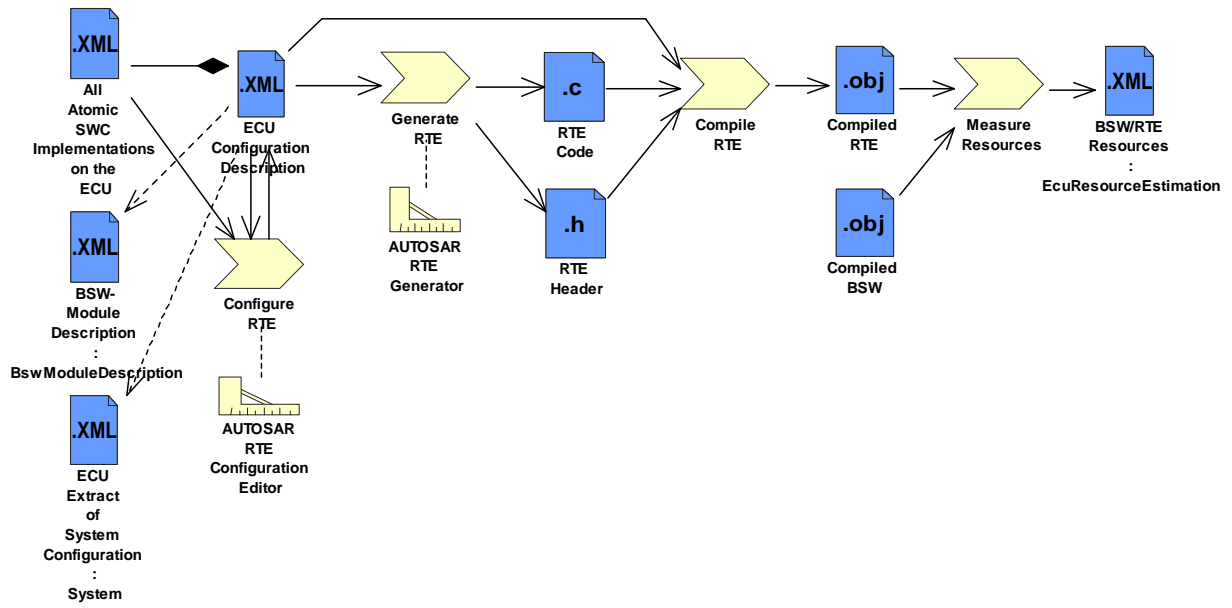 .XML
All
Atomic
SWC
Implementations
on the
ECU
.XML
ECU
Configuration
Description
Generate
RTE
.c
RTE
Code
Compile
RTE
.obj
Compiled
RTE
Measure
Resources
.XML
BSW/RTE
Resources
:
EcuResourceEstimation
.XML
BSW-
Module
Description
:
BswModuleDescription
Configure
RTE
AUTOSAR
RTE
Generator
.h
RTE
Header
.obj
Compiled
BSW
.XML
ECU
Extract
of
System
Configuration
:
System
AUTOSAR
RTE
Configuration
Editor